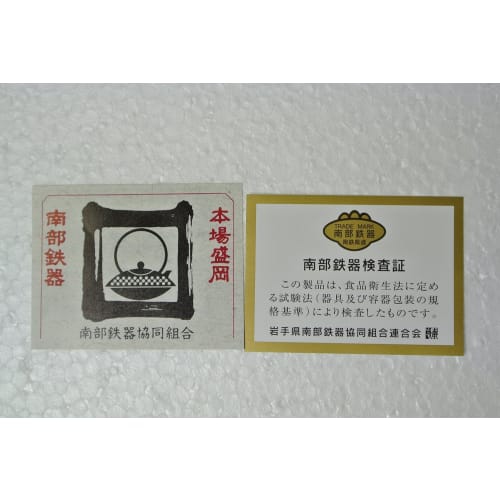 南部鉄器
本場盛岡
南部鉄器協同組合
TRADE MARK
南部鉄器
南部鉄器検査証
この製品は、食品衛生法に定め
る試験法(器具及び容器包装の規
格基準)により検査したものです。
岩手県南部鉄器協同組合連合会